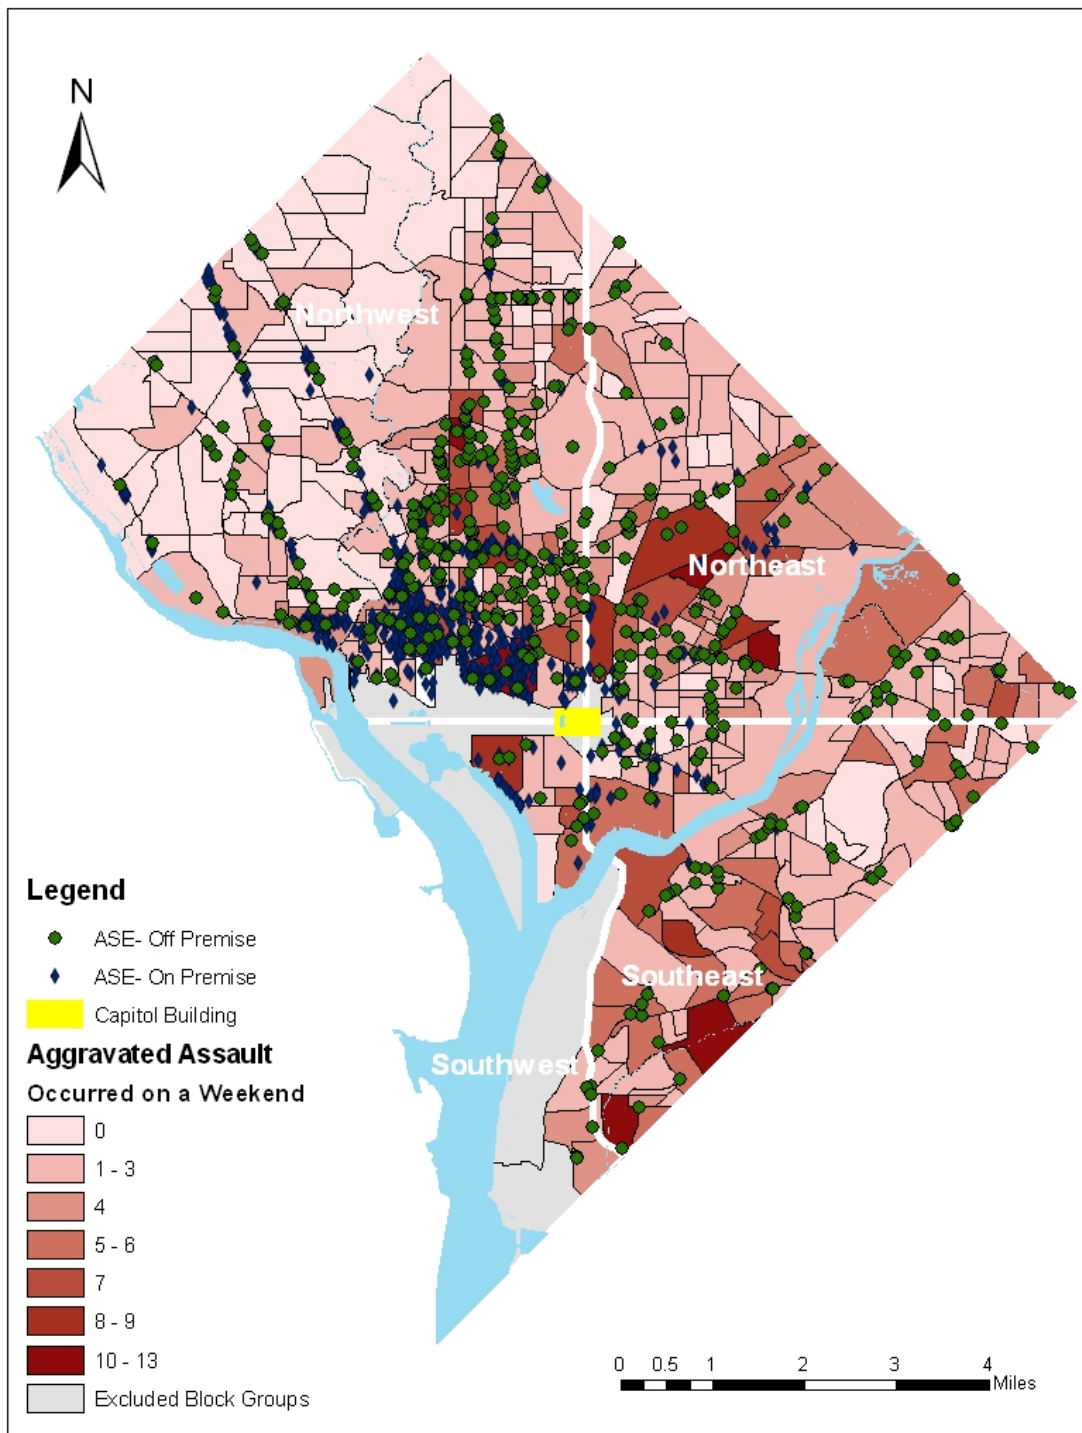 N
Northwest
Northeast
Southeast
Southwest
Legend
ASE- Off Premise
ASE- On Premise
Capitol Building
Aggravated Assault
Occurred on a Weekend
0
1 - 3
4
5 - 6
7
8 - 9
10 - 13
Excluded Block Groups
0 0.5 1 2 3 4
Miles